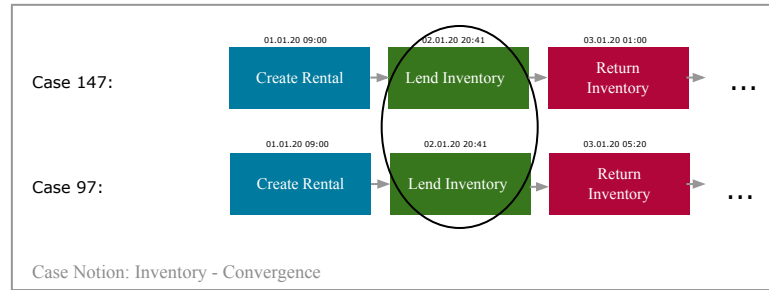 01.01.20 09:00 02.01.20 20:41 03.01.20 01:00
Case 147: Create Rental Lend Inventory Return Inventory ...
01.01.20 09:00 02.01.20 20:41 03.01.20 05:20
Case 97: Create Rental Lend Inventory Return Inventory ...
Case Notion: Inventory - Convergence